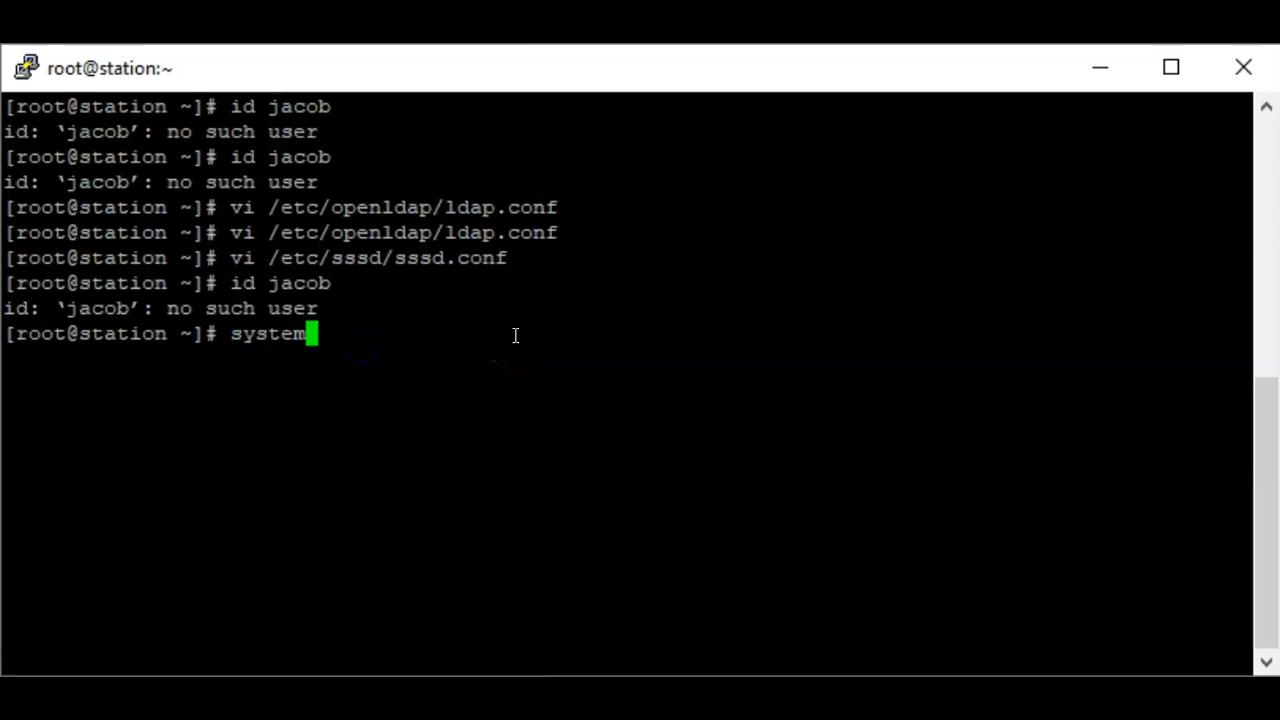 root@station:~
[root@station ~]# id jacob
id: ‘jacob’: no such user
[root@station ~]# id jacob
id: ‘jacob’: no such user
[root@station ~]# vi /etc/openldap/ldap.conf
[root@station ~]# vi /etc/openldap/ldap.conf
[root@station ~]# vi /etc/sssd/sssd.conf
[root@station ~]# id jacob
id: ‘jacob’: no such user
[root@station ~]# system